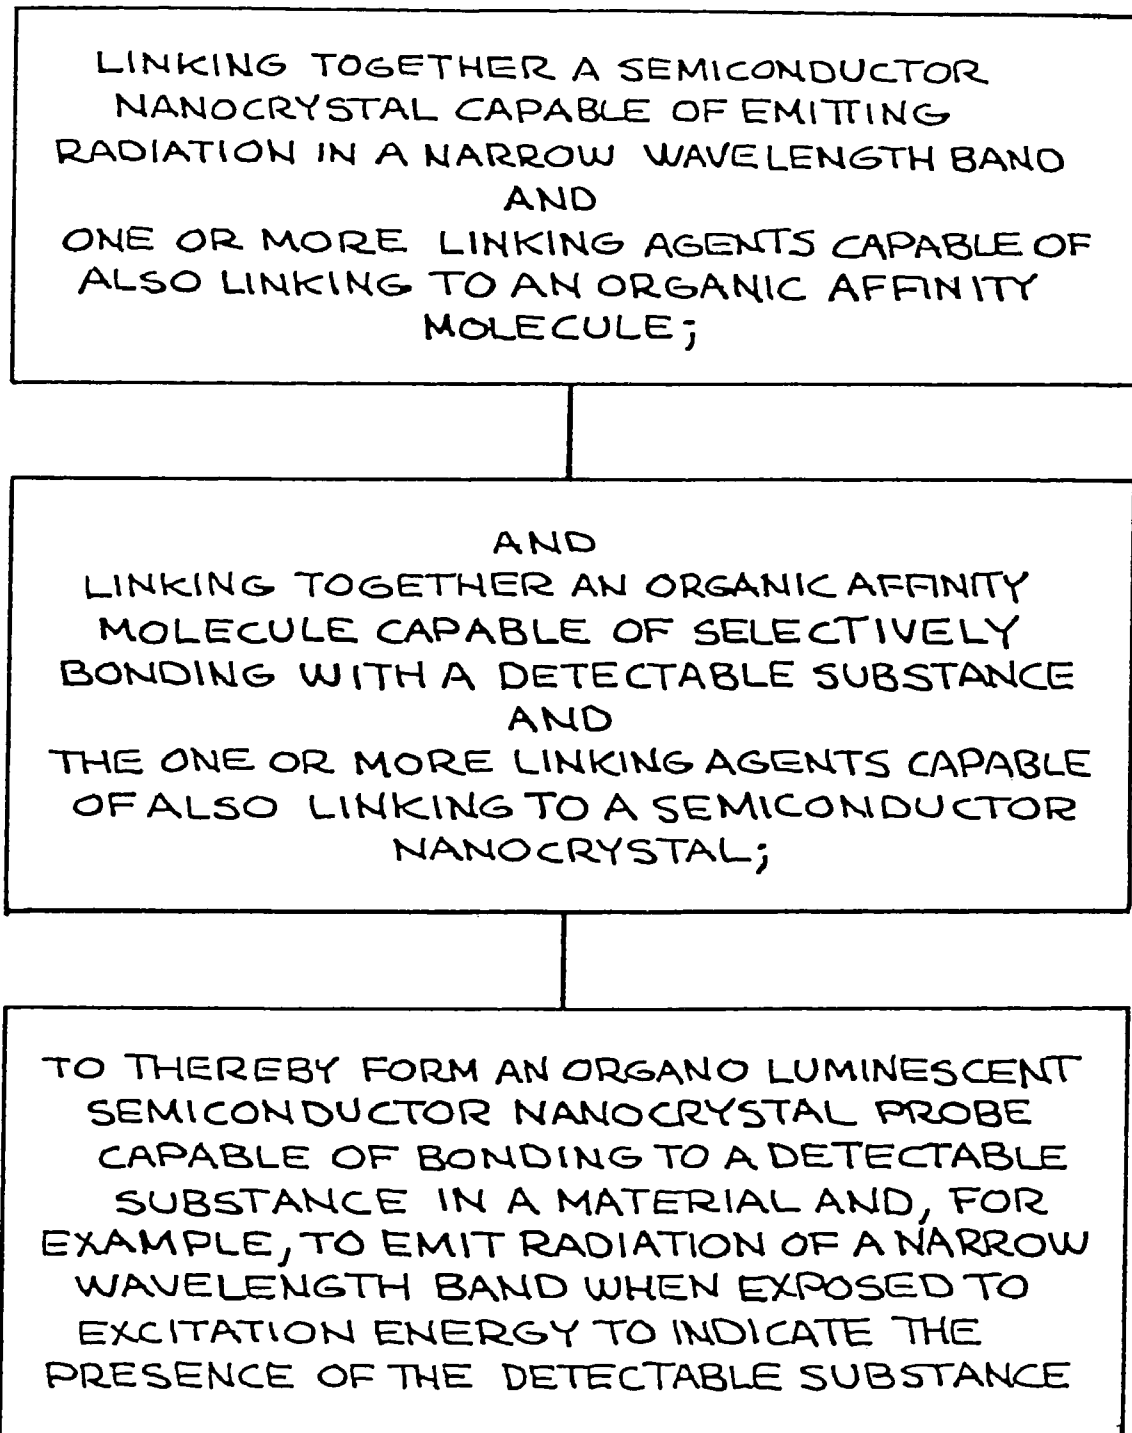 LINKING TOGETHER A SEMICONDUCTOR
NANOCRYSTAL CAPABLE OF EMITTING
RADIATION IN A NARROW WAVELENGTH BAND
AND
ONE OR MORE LINKING AGENTS CAPABLE OF
ALSO LINKING TO AN ORGANIC AFFINITY
MOLECULE;
AND
LINKING TOGETHER AN ORGANIC AFFINITY
MOLECULE CAPABLE OF SELECTIVELY
BONDING WITH A DETECTABLE SUBSTANCE
AND
THE ONE OR MORE LINKING AGENTS CAPABLE
OF ALSO LINKING TO A SEMICONDUCTOR
NANOCRYSTAL;
TO THEREBY FORM AN ORGANO LUMINESCENT
SEMICONDUCTOR NANOCRYSTAL PROBE
CAPABLE OF BONDING TO A DETECTABLE
SUBSTANCE IN A MATERIAL AND, FOR
EXAMPLE, TO EMIT RADIATION OF A NARROW
WAVELENGTH BAND WHEN EXPOSED TO
EXCITATION ENERGY TO INDICATE THE
PRESENCE OF THE DETECTABLE SUBSTANCE